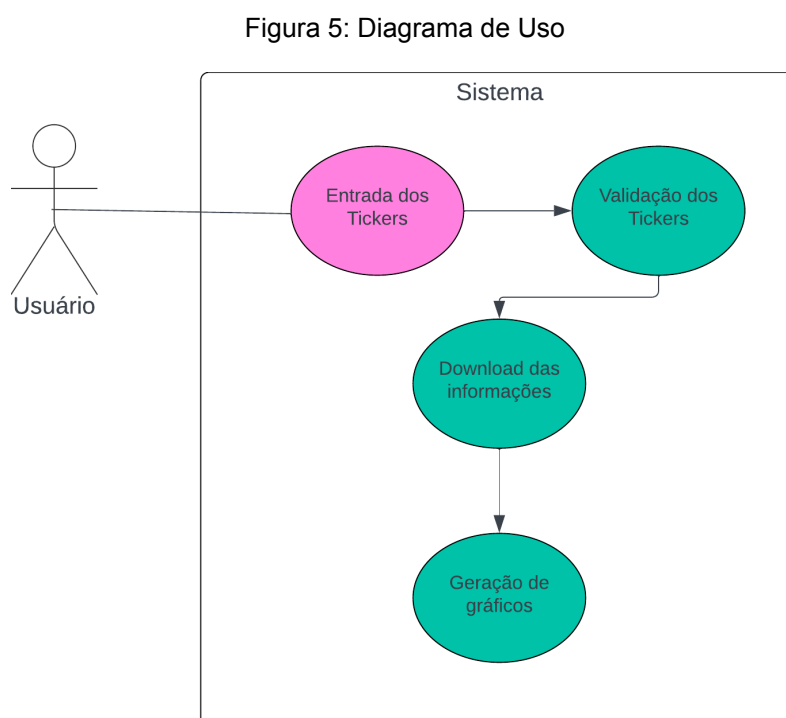 Figura 5: Diagrama de Uso
Sistema
Entrada dos
Tickers
Validação dos
Tickers
Usuário
Download das
informações
Geração de
gráficos